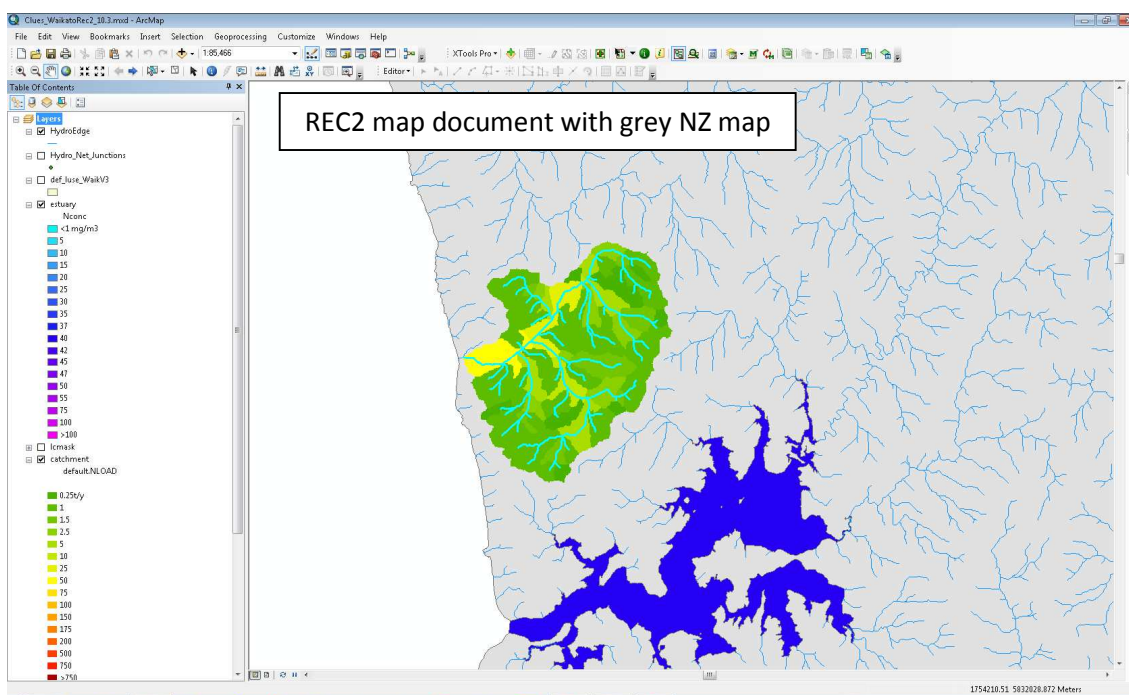 Clues_WaikatoRec2_10.3.mxd - ArcMap
File Edit View Bookmarks Insert Selection Geoprocessing Customize Windows Help
1:85,466
XTools Pro
Editor
Table Of Contents
REC2 map document with grey NZ map
Layers
HydroEdge
Hydro_Net_Junctions
def_luse_WaikV3
estuary
Nconc
<1 mg/m3
5
10
15
20
25
30
35
37
40
42
45
47
50
55
75
100
>100
lcmask
catchment
default.NLOAD
0.25t/y
1
1.5
2.5
5
10
25
50
75
100
150
175
200
500
750
>750
1754210.51 5832028.872 Meters